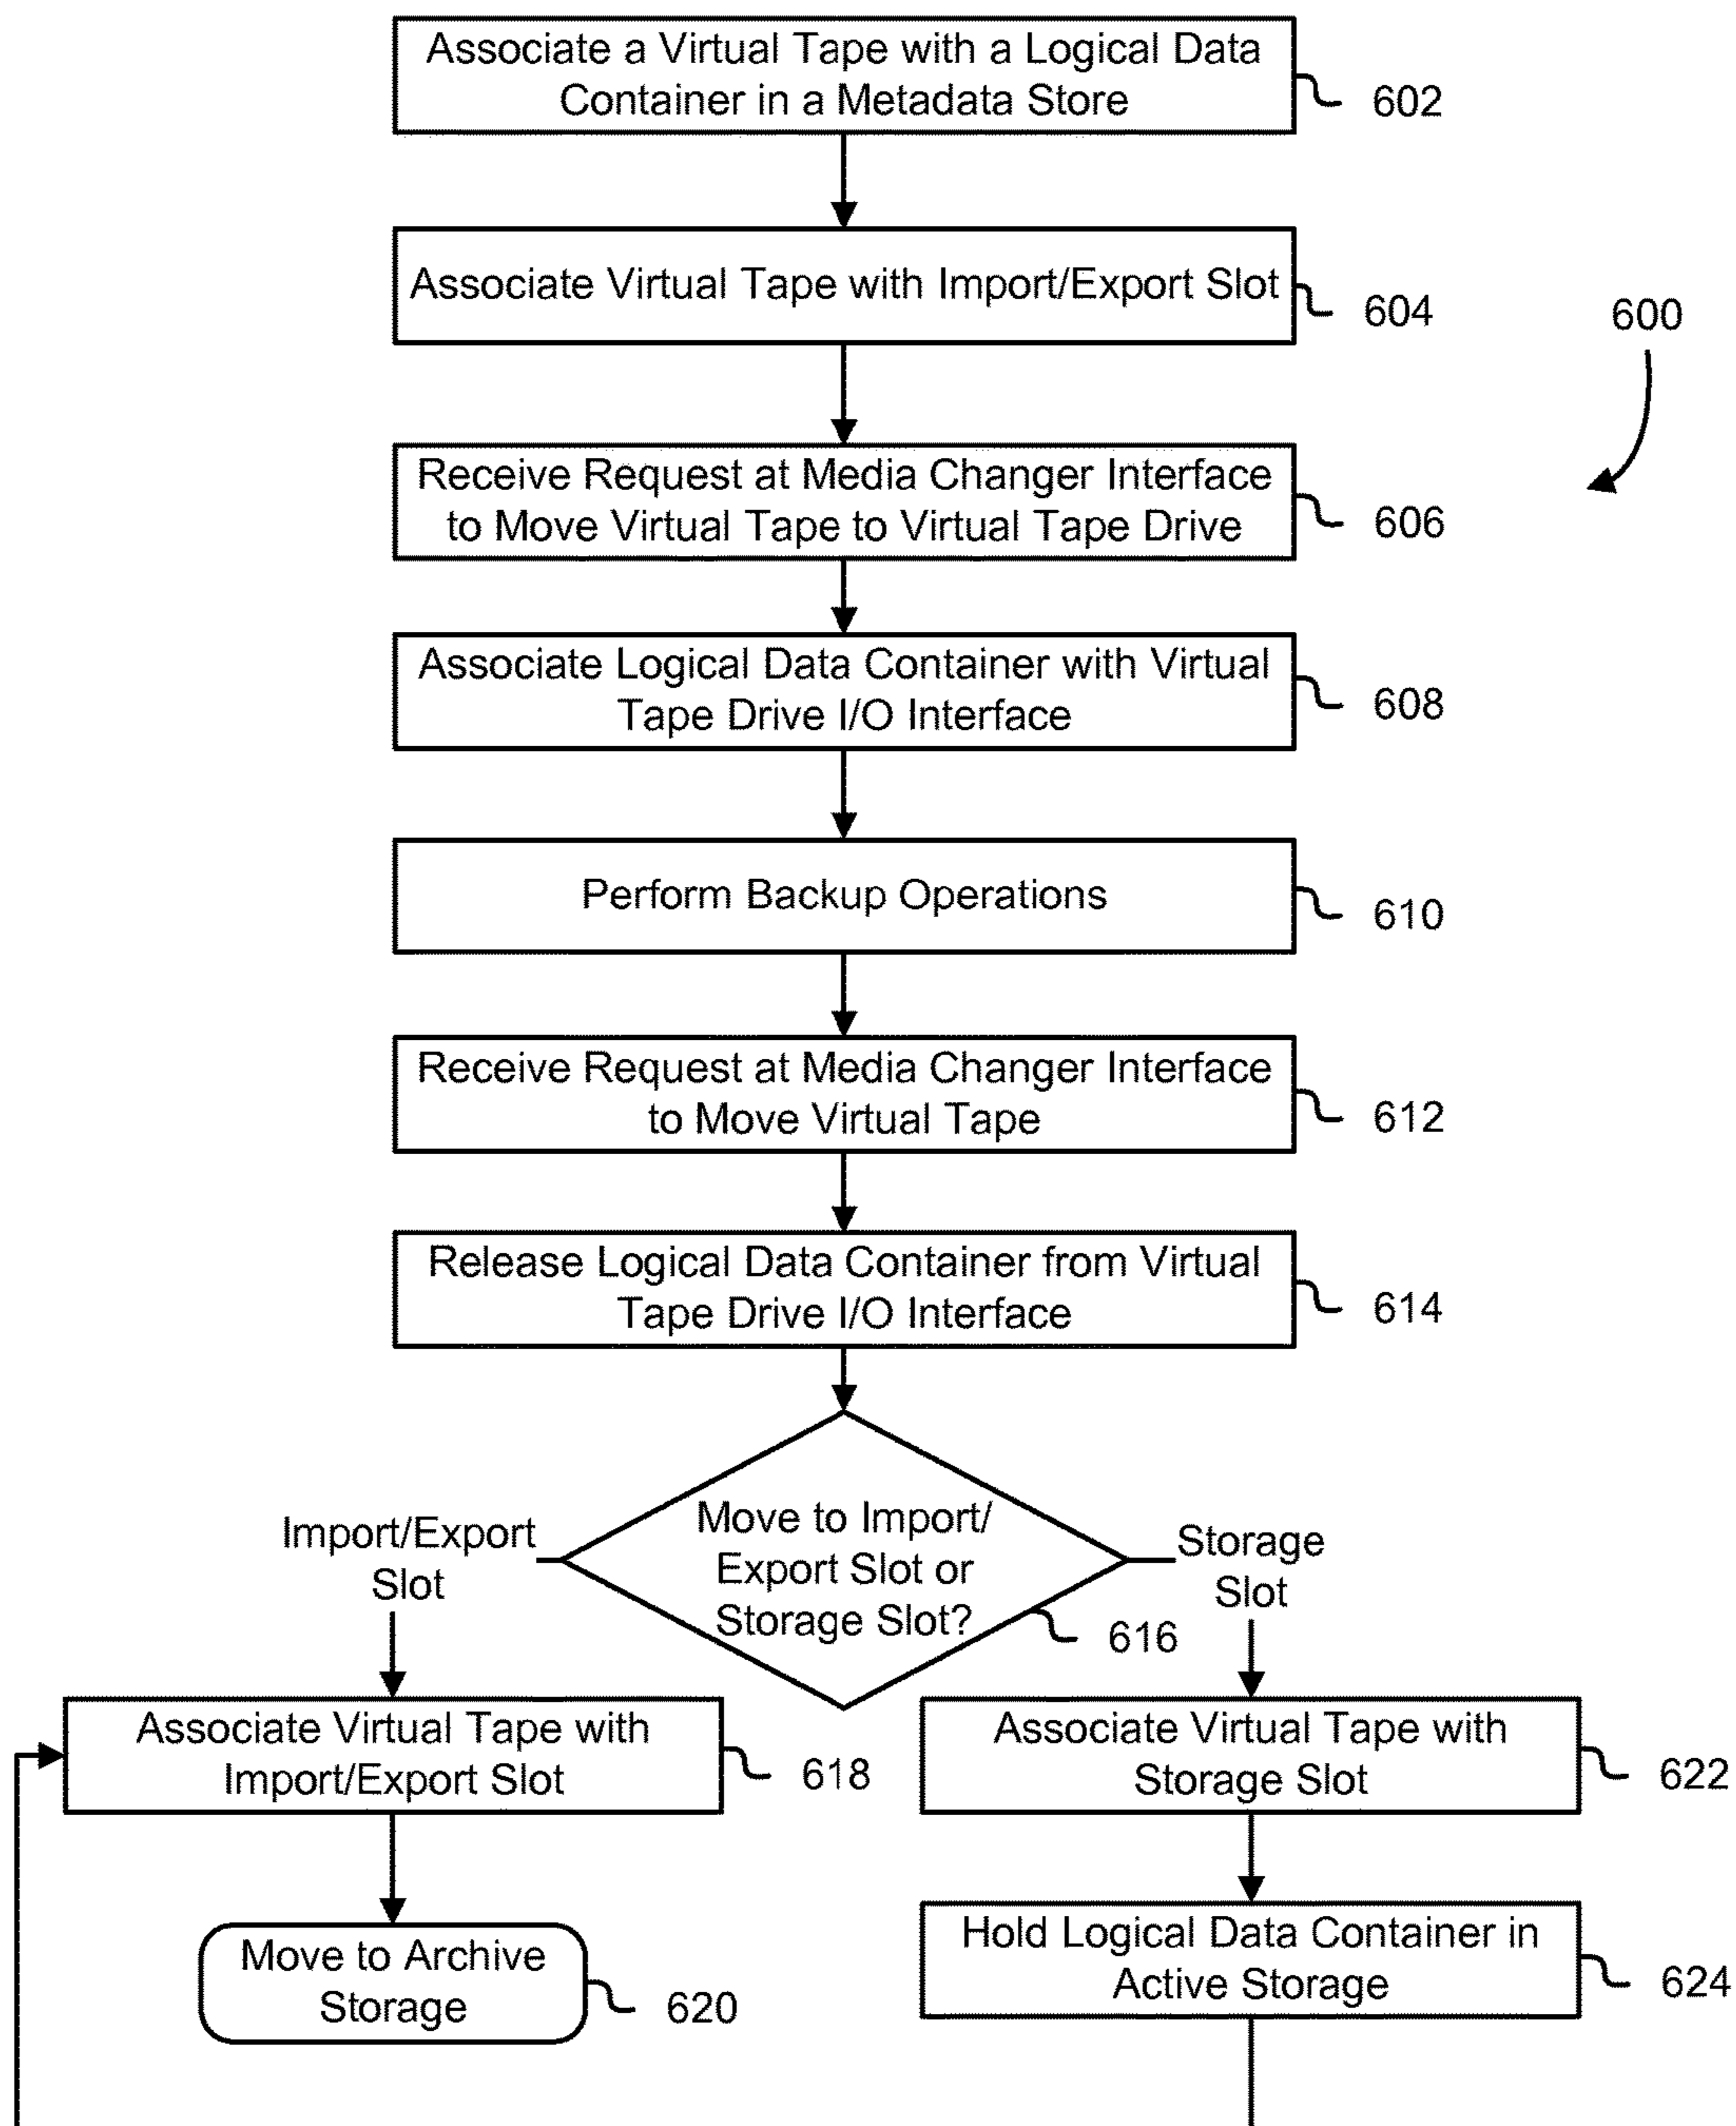 Associate a Virtual Tape with a Logical Data
Container in a Metadata Store
602
Associate Virtual Tape with Import/Export Slot
604
600
Receive Request at Media Changer Interface
to Move Virtual Tape to Virtual Tape Drive
606
Associate Logical Data Container with Virtual
Tape Drive I/O Interface
608
Perform Backup Operations
610
Receive Request at Media Changer Interface
to Move Virtual Tape
612
Release Logical Data Container from Virtual
Tape Drive I/O Interface
614
Import/Export
Slot
Move to Import/
Export Slot or
Storage Slot?
616
Storage
Slot
Associate Virtual Tape with
Import/Export Slot
618
Associate Virtual Tape with
Storage Slot
622
Move to Archive
Storage
620
Hold Logical Data Container in
Active Storage
624